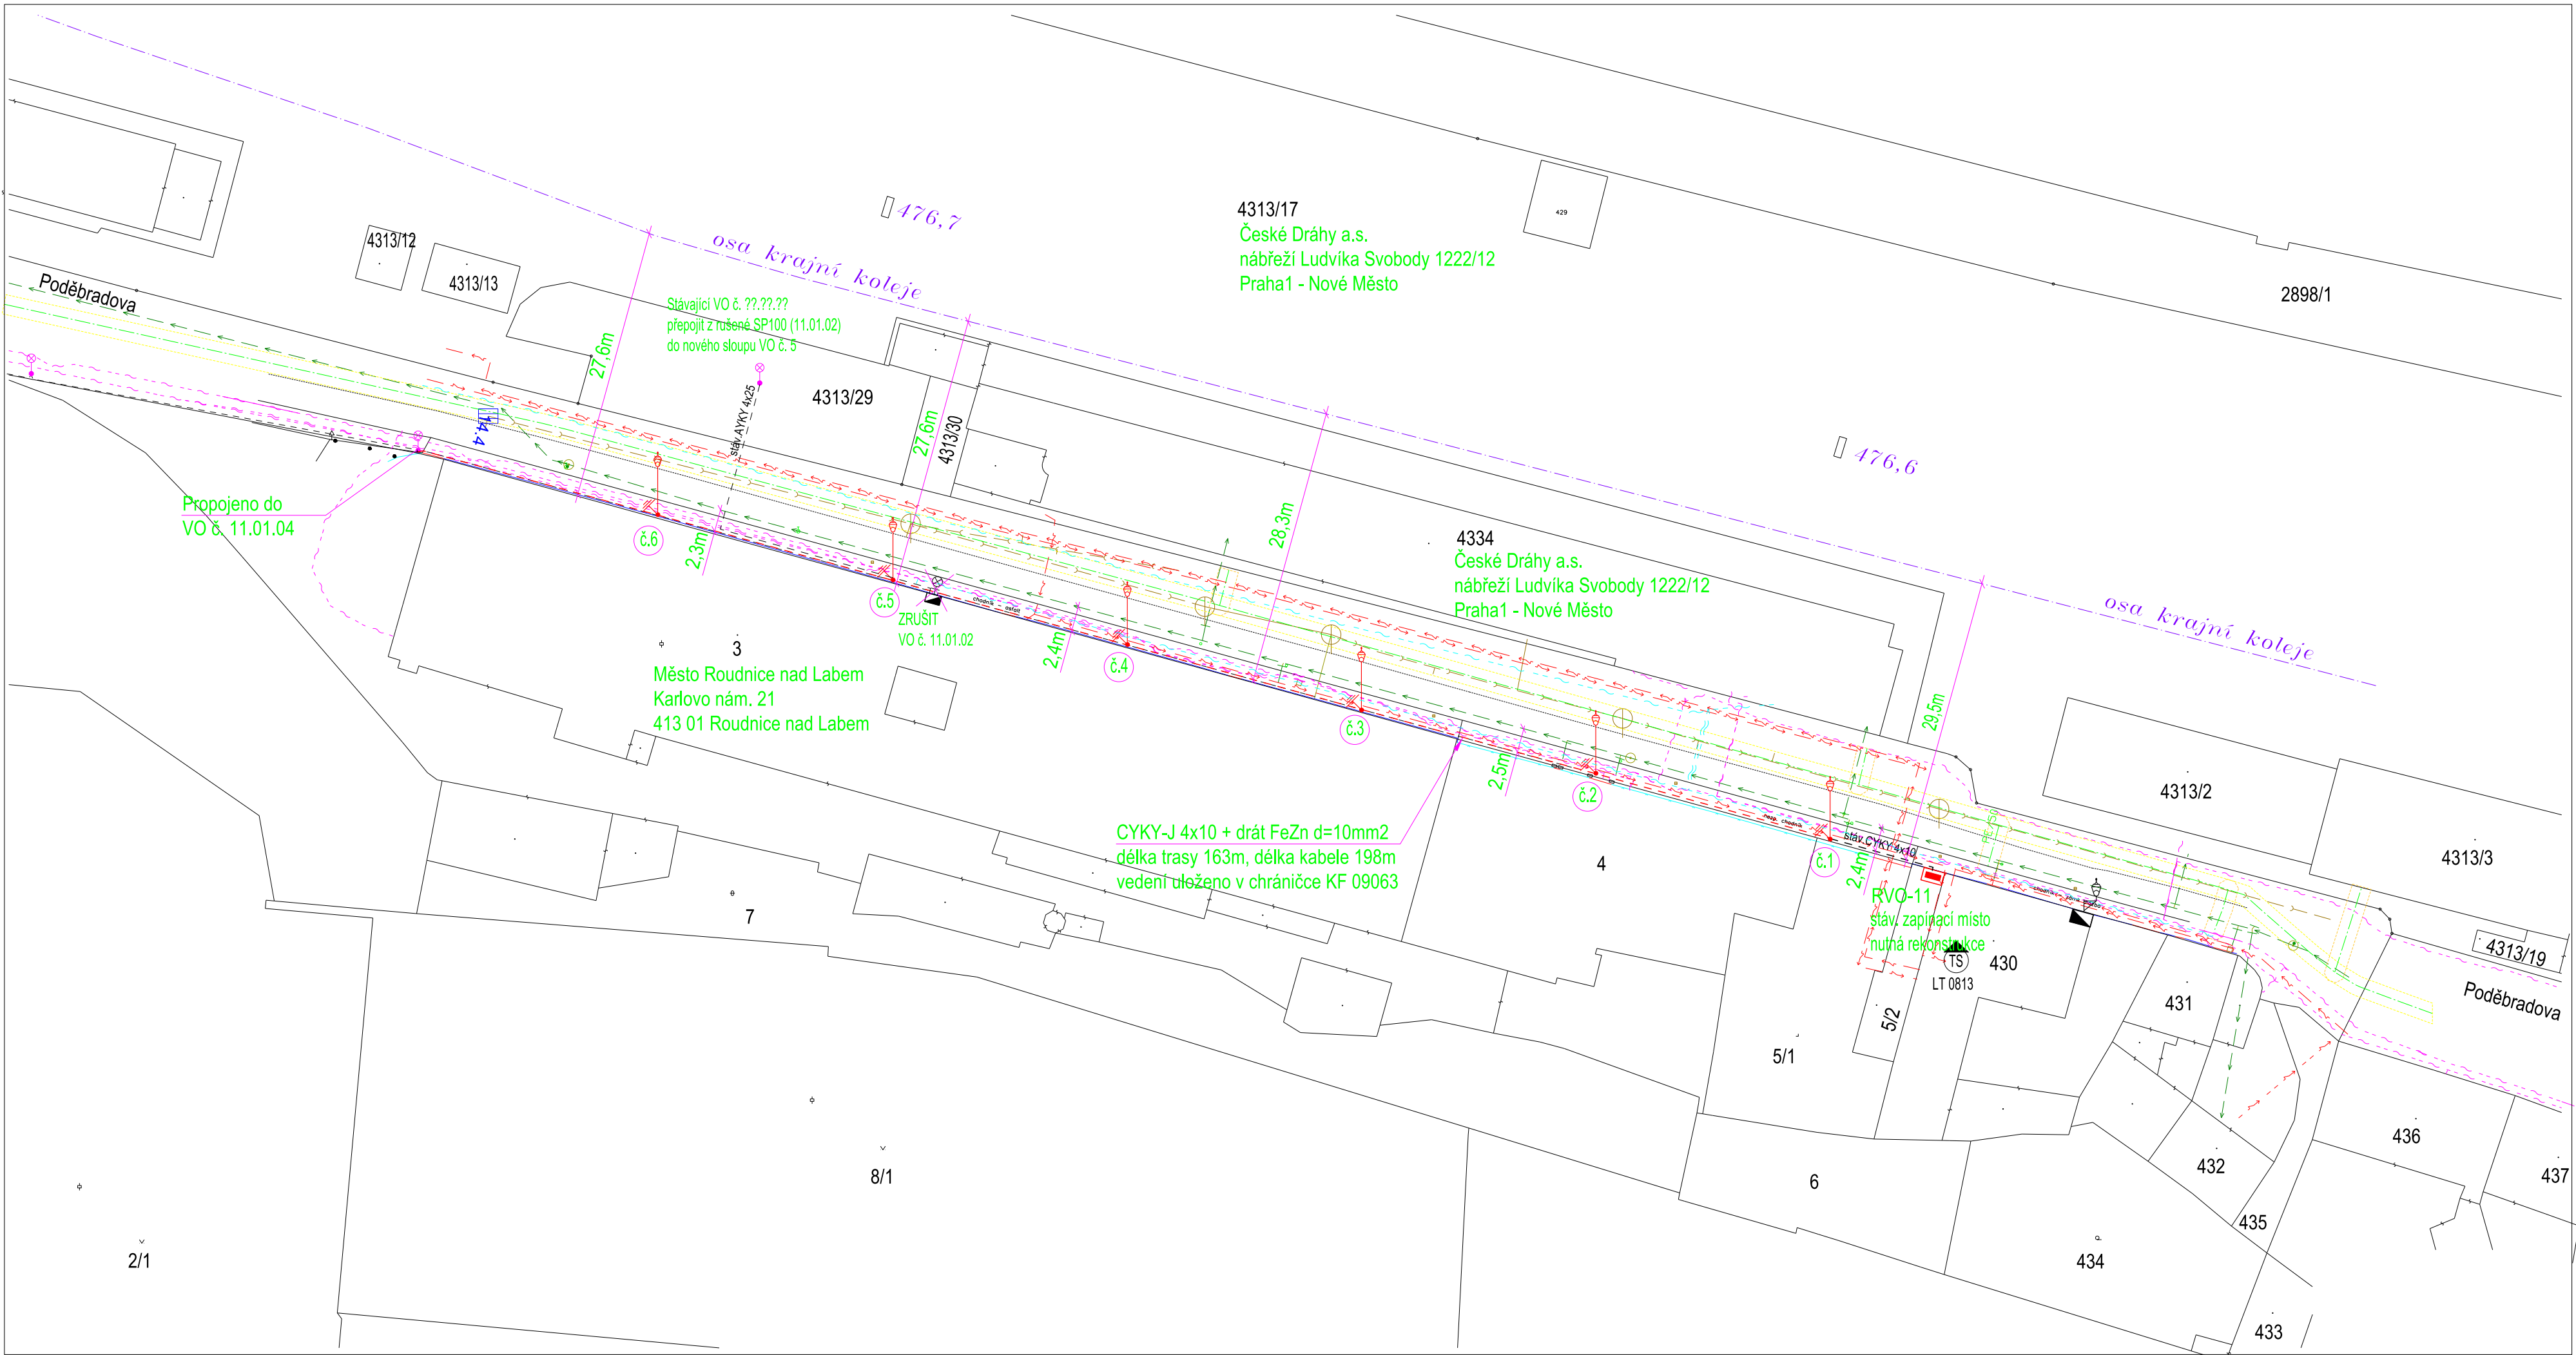 476,7
osa krajní koleje
4313/17
České Dráhy a.s.
nábřeží Ludvíka Svobody 1222/12
Praha1 - Nové Město
429
2898/1
4313/12
4313/13
Poděbradova
Stávající VO č. ??.??.??
přepojit z rušené SP100 (11.01.02)
do nového sloupu VO č. 5
27,6m
stáv.AYKY 4x25
4313/29
27,6m
4313/30
14.4
28,3m
476,6
4334
České Dráhy a.s.
nábřeží Ludvíka Svobody 1222/12
Praha1 - Nové Město
osa krajní koleje
Propojeno do
VO č. 11.01.04
č.6
2,3m
č.5
ZRUŠIT
VO č. 11.01.02
chodník - asfalt
2,4m
č.4
3
Město Roudnice nad Labem
Karlovo nám. 21
413 01 Roudnice nad Labem
č.3
2,5m
č.2
29,5m
4313/2
4313/3
CYKY-J 4x10 + drát FeZn d=10mm2
délka trasy 163m, délka kabele 198m
vedení uloženo v chráničce KF 09063
4
nezp. chodník
stáv.CYKY 4x10
č.1
2,4m
RVO-11
stáv. zapínací místo
nutná rekonstrukce
TS
LT 0813
430
4313/19
Poděbradova
7
431
5/2
5/1
8/1
6
436
432
437
435
2/1
434
433